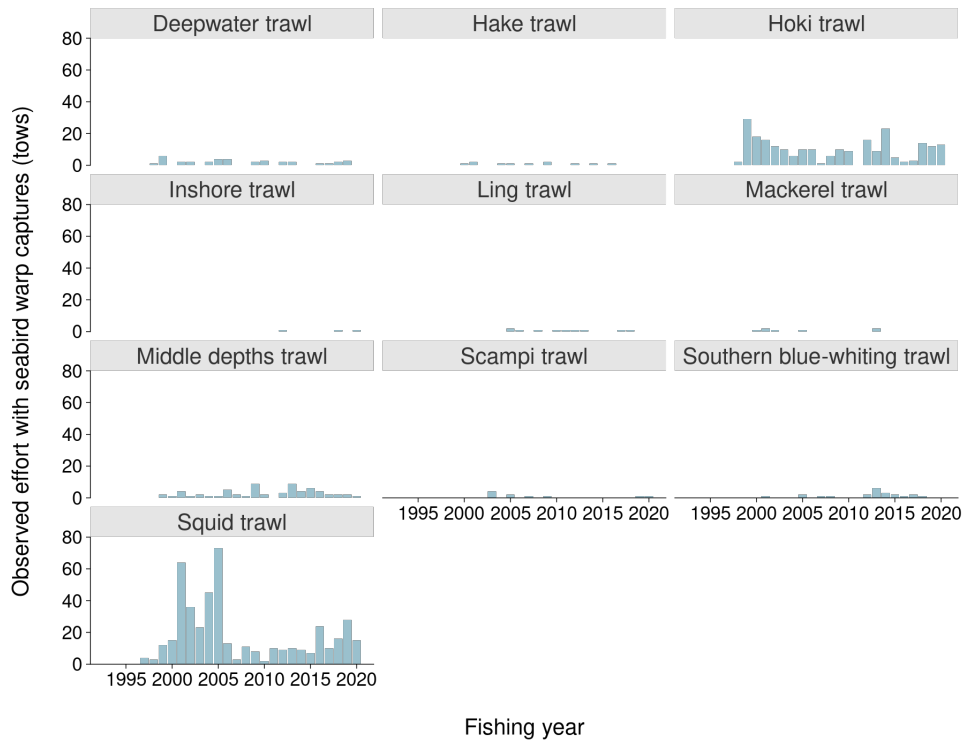 Observed effort with seabird warp captures (tows)
Deepwater trawl Hake trawl Hoki trawl
80
60
40
20
0
Inshore trawl Ling trawl Mackerel trawl
80
60
40
20
0
Middle depths trawl Scampi trawl Southern blue-whiting trawl
80
60
40
20
0
1995 2000 2005 2010 2015 2020 1995 2000 2005 2010 2015 2020
Squid trawl
80
60
40
20
0
1995 2000 2005 2010 2015 2020
Fishing year